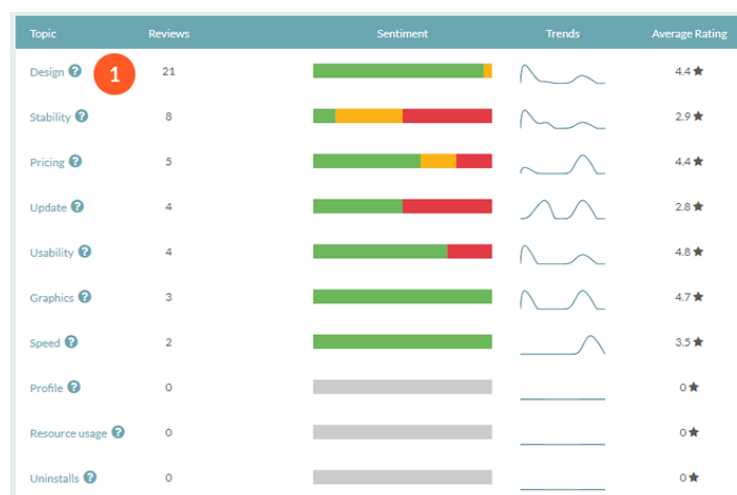 Topic Reviews Sentiment Trends Average Rating
Design ? 1 21 4.4 ★
Stability ? 8 2.9 ★
Pricing ? 5 4.4 ★
Update ? 4 2.8 ★
Usability ? 4 4.8 ★
Graphics ? 3 4.7 ★
Speed ? 2 3.5 ★
Profile ? 0 0 ★
Resource usage ? 0 0 ★
Uninstalls ? 0 0 ★